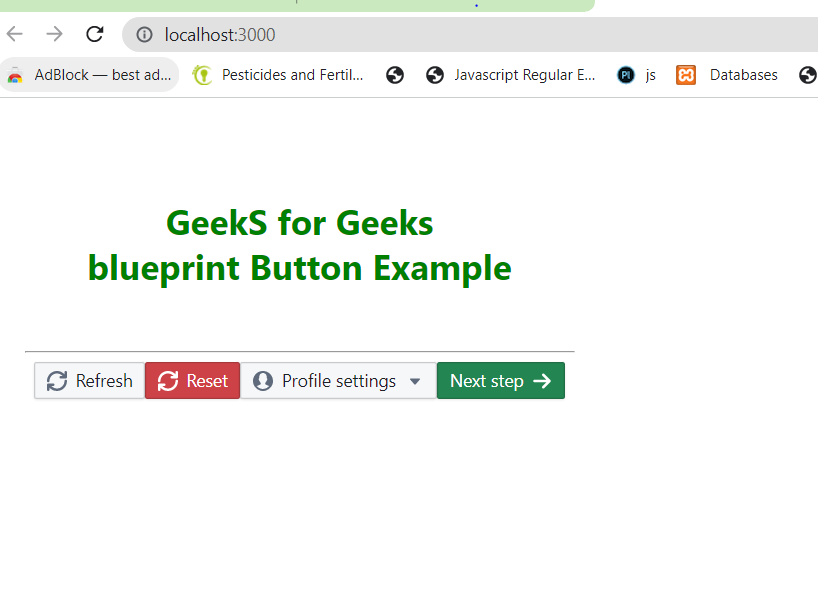 localhost:3000
AdBlock — best ad... Pesticides and Fertil... Javascript Regular E... PI js Databases
GeekS for Geeks
blueprint Button Example
Refresh Reset Profile settings Next step